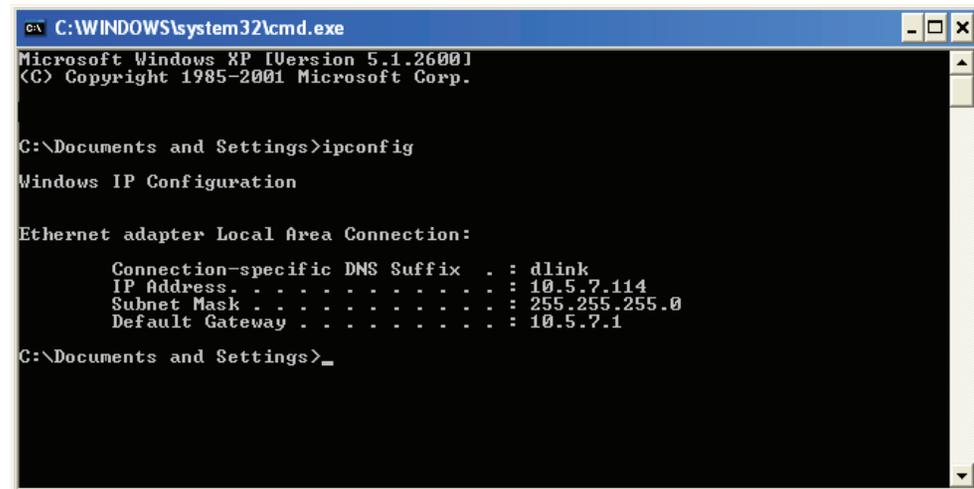 C:\WINDOWS\system32\cmd.exe
Microsoft Windows XP [Version 5.1.2600]
(C) Copyright 1985-2001 Microsoft Corp.
C:\Documents and Settings>ipconfig
Windows IP Configuration
Ethernet adapter Local Area Connection:
Connection-specific DNS Suffix . : dlink
IP Address. . . . . . . . . . . . : 10.5.7.114
Subnet Mask . . . . . . . . . . . : 255.255.255.0
Default Gateway . . . . . . . . . : 10.5.7.1
C:\Documents and Settings>_